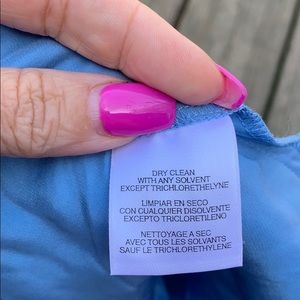 DRY CLEAN
WITH ANY SOLVENT
EXCEPT TRICHLORETHELYNE
LIMPIAR EN SECO
CON CUALQUIER DISOLVENTE
EXCEPTO TRICLORETILENO
NETTOYAGE A SEC
AVEC TOUS LES SOLVANTS
SAUF LE TRICHLORETHYLENE